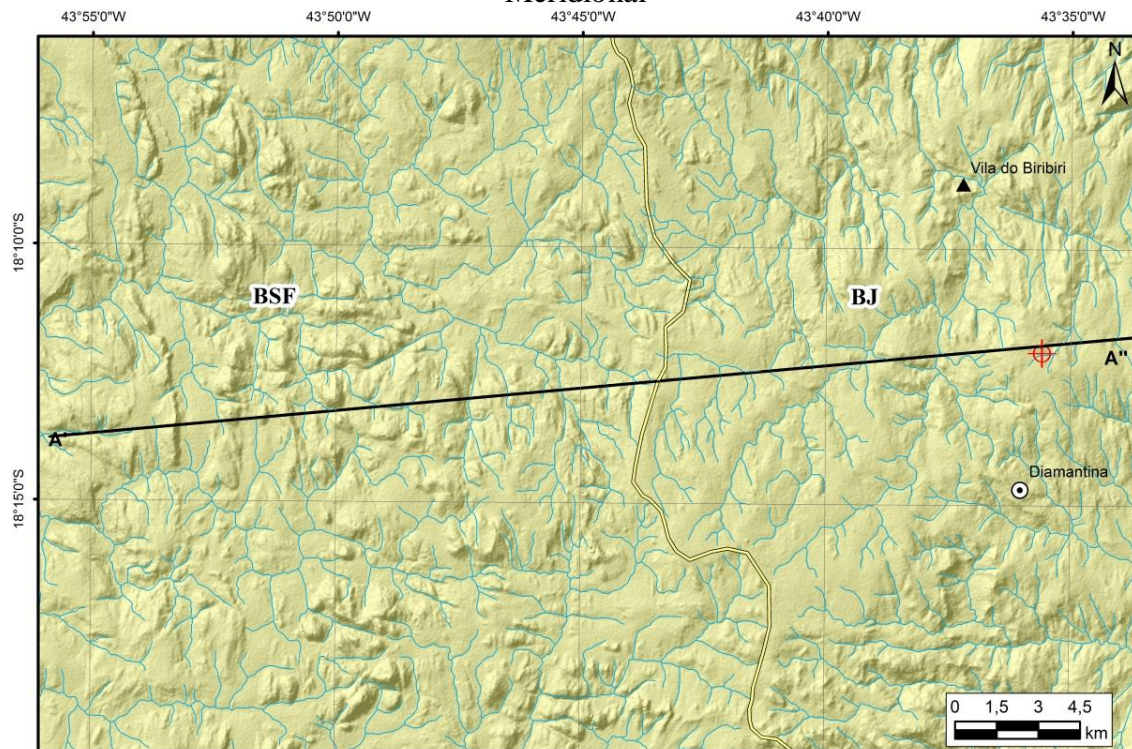 Meridional
43°55'0"W 43°50'0"W 43°45'0"W 43°40'0"W 43°35'0"W
N
Vila do Biribiri
18°10'0"S
BSF
BJ
A''
A'
Diamantina
18°15'0"S
0 1,5 3 4,5
km